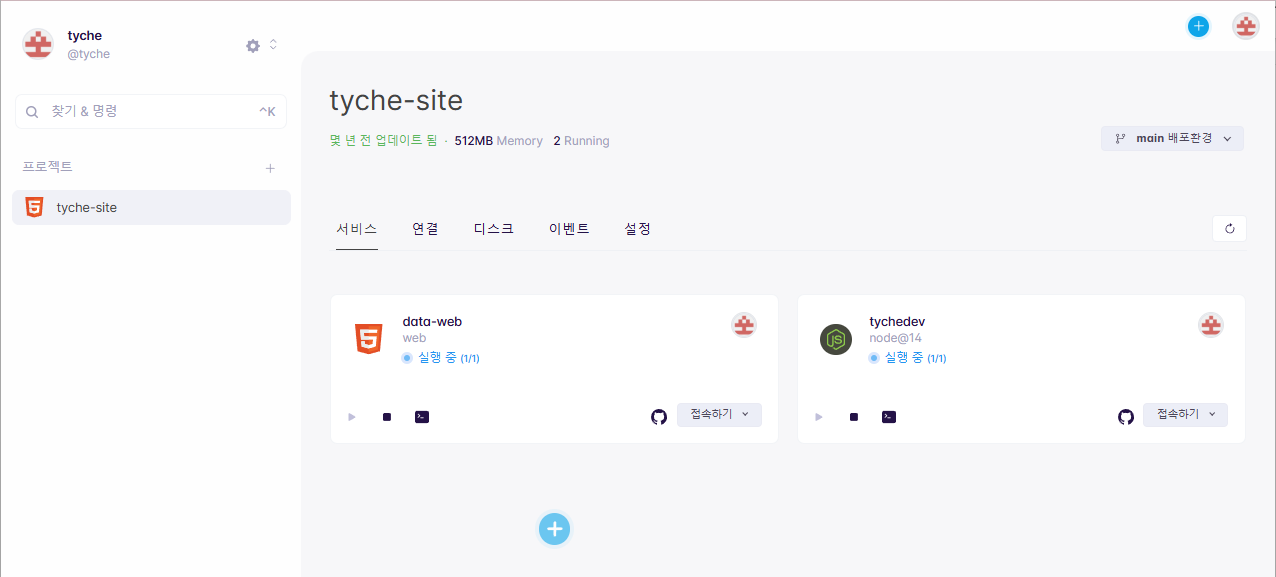 tyche
@tyche
찾기 & 명령 ^K
프로젝트
tyche-site
tyche-site
몇 년 전 업데이트 됨 · 512MB Memory 2 Running
main 배포환경
서비스 연결 디스크 이벤트 설정
data-web
web
실행 중 (1/1)
접속하기
tychedev
node@14
실행 중 (1/1)
접속하기